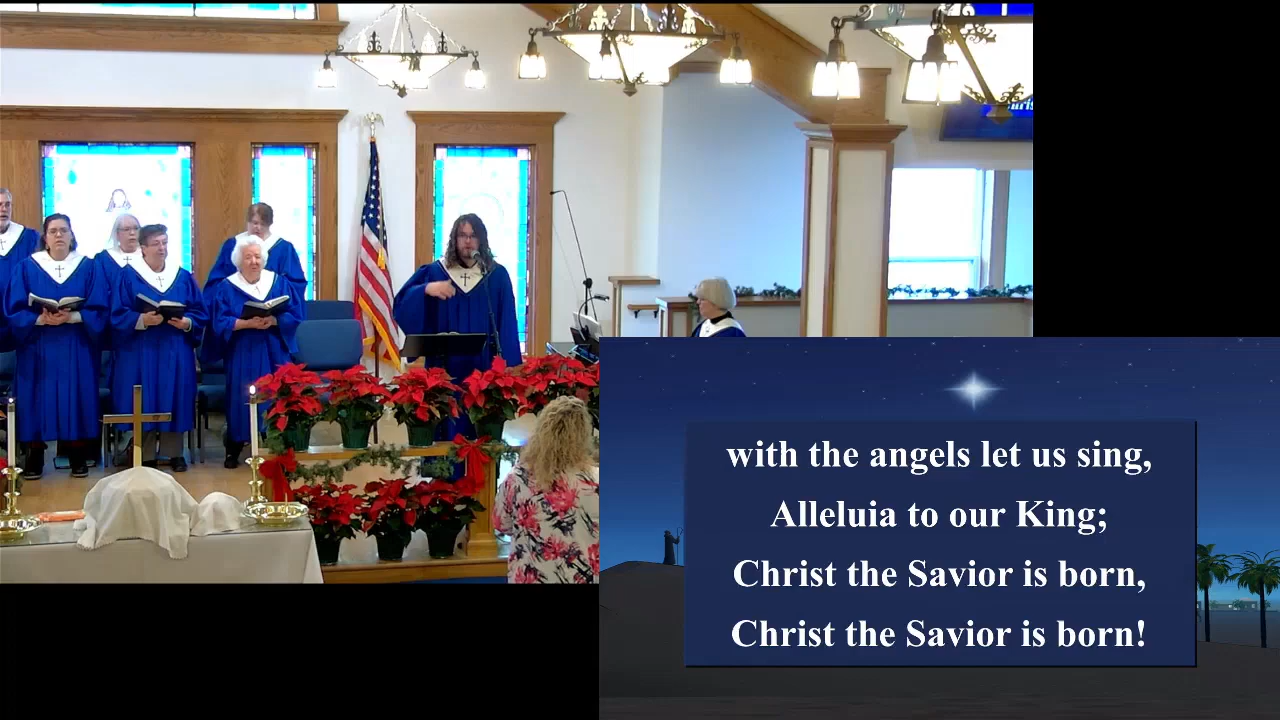 with the angels let us sing,
Alleluia to our King;
Christ the Savior is born,
Christ the Savior is born!